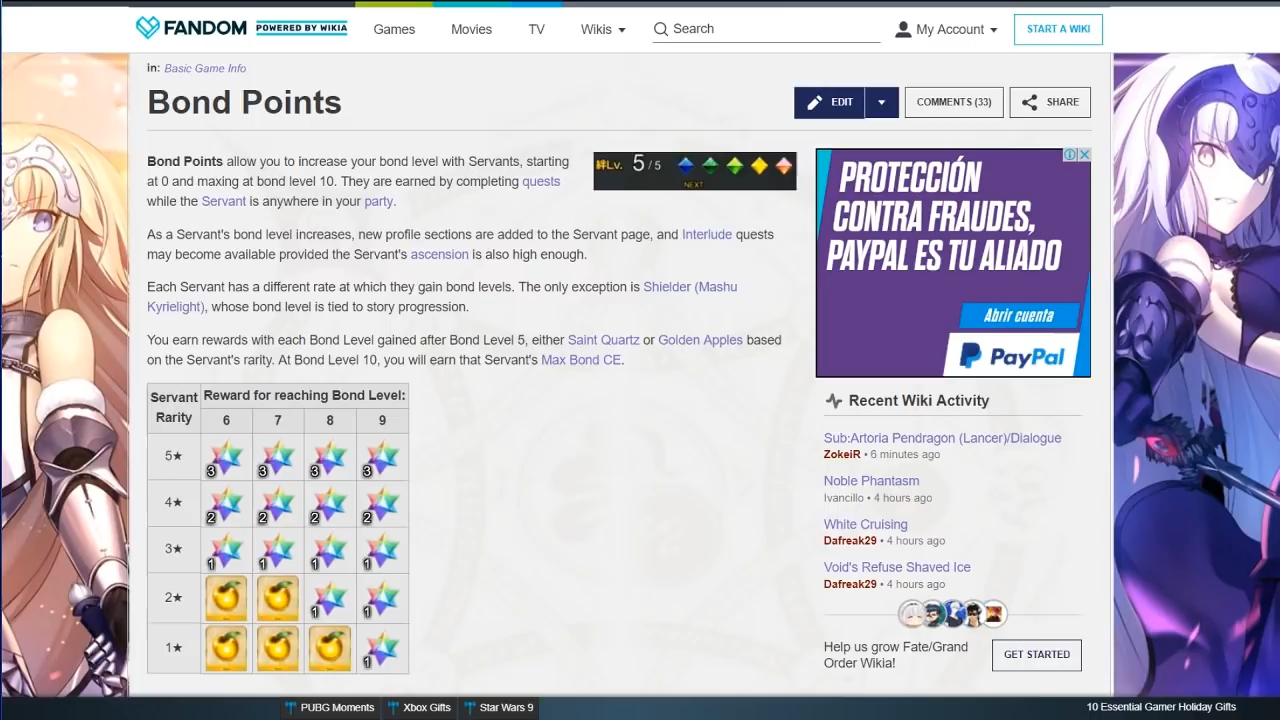 FANDOM POWERED BY WIKIA Games Movies TV Wikis Search My Account START A WIKI
in: Basic Game Info
Bond Points
EDIT COMMENTS (33) SHARE
Bond Points allow you to increase your bond level with Servants, starting
at 0 and maxing at bond level 10. They are earned by completing quests
while the Servant is anywhere in your party.
絆Lv. 5 / 5
NEXT
As a Servant's bond level increases, new profile sections are added to the Servant page, and Interlude quests
may become available provided the Servant's ascension is also high enough.
Each Servant has a different rate at which they gain bond levels. The only exception is Shielder (Mashu
Kyrielight), whose bond level is tied to story progression.
You earn rewards with each Bond Level gained after Bond Level 5, either Saint Quartz or Golden Apples based
on the Servant's rarity. At Bond Level 10, you will earn that Servant's Max Bond CE.
Servant Rarity
Reward for reaching Bond Level:
6 7 8 9
5★ 3 3 3 3
4★ 2 2 2 2
3★ 1 1 1 1
2★ 1 1
1★ 1
PROTECCIÓN
CONTRA FRAUDES,
PAYPAL ES TU ALIADO
Abrir cuenta
PayPal
Recent Wiki Activity
Sub:Artoria Pendragon (Lancer)/Dialogue
ZokeiR • 6 minutes ago
Noble Phantasm
Ivancillo • 4 hours ago
White Cruising
Dafreak29 • 4 hours ago
Void's Refuse Shaved Ice
Dafreak29 • 4 hours ago
Help us grow Fate/Grand
Order Wikia!
GET STARTED
PUBG Moments Xbox Gifts Star Wars 9 10 Essential Gamer Holiday Gifts